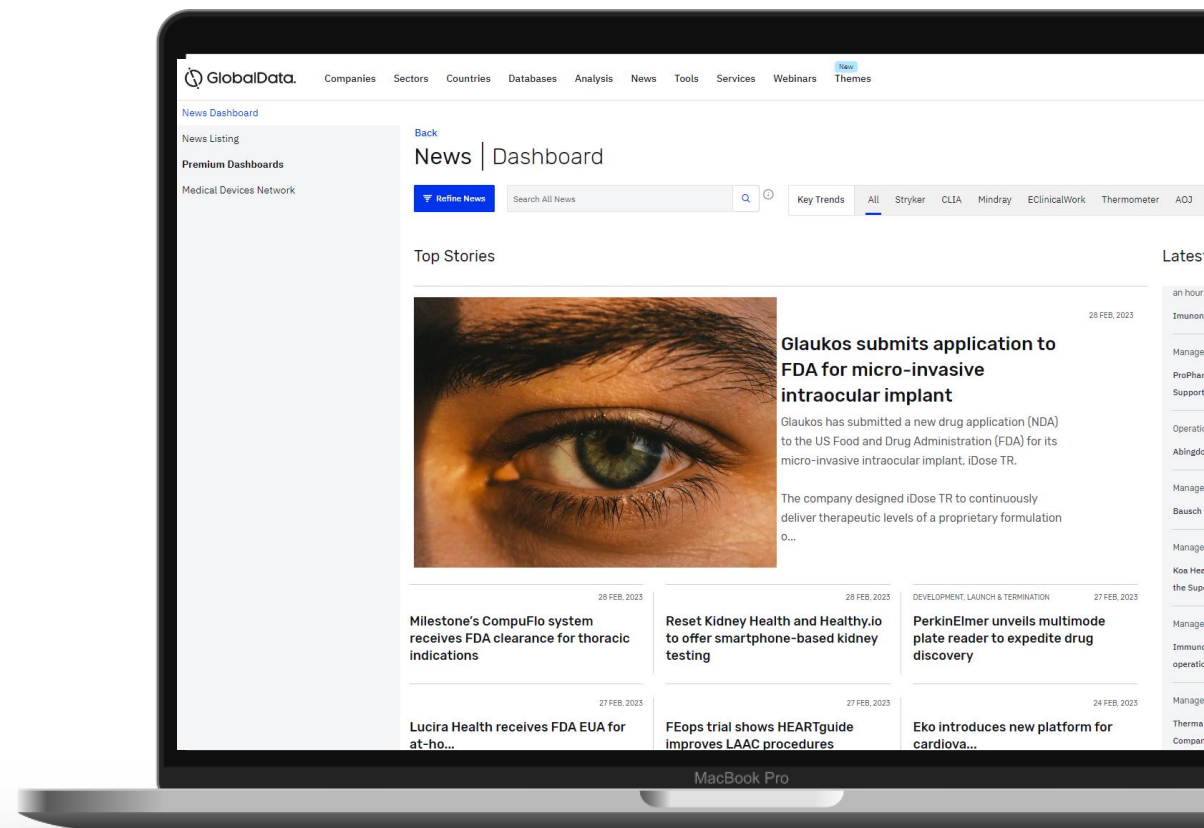 GlobalData.
Companies Sectors Countries Databases Analysis News Tools Services Webinars Themes
New
News Dashboard
News Listing
Premium Dashboards
Medical Devices Network
Back
News | Dashboard
Refine News
Search All News
Key Trends All Stryker CLIA Mindray EClinicalWork Thermometer AOJ
Top Stories
28 FEB, 2023
Glaukos submits application to
FDA for micro-invasive
intraocular implant
Glaukos has submitted a new drug application (NDA)
to the US Food and Drug Administration (FDA) for its
micro-invasive intraocular implant, iDose TR.
The company designed iDose TR to continuously
deliver therapeutic levels of a proprietary formulation
o...
28 FEB, 2023
Milestone's CompuFlo system
receives FDA clearance for thoracic
indications
28 FEB, 2023
Reset Kidney Health and Healthy.io
to offer smartphone-based kidney
testing
DEVELOPMENT, LAUNCH & TERMINATION 27 FEB, 2023
PerkinElmer unveils multimode
plate reader to expedite drug
discovery
27 FEB, 2023
Lucira Health receives FDA EUA for
at-ho...
27 FEB, 2023
FEops trial shows HEARTguide
improves LAAC procedures
24 FEB, 2023
Eko introduces new platform for
cardiova...
an hour
Imunon
Support
Bausch
MacBook Pro